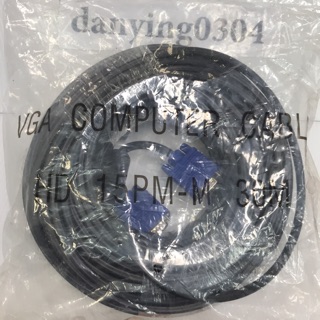 danying0304
VGA COMPUTER CABL
HD 15PM-M 30M